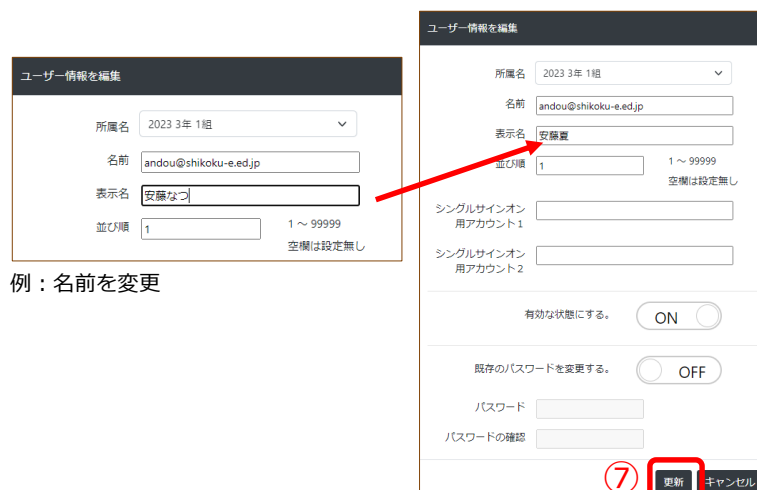 ユーザー情報を編集
所属名 2023 3年 1組
名前 andou@shikoku-e.ed.jp
表示名 安藤なつ
並び順 1 1 ~ 99999
空欄は設定無し
例：名前を変更
ユーザー情報を編集
所属名 2023 3年 1組
名前 andou@shikoku-e.ed.jp
表示名 安藤夏
並び順 1 1 ~ 99999
空欄は設定無し
シングルサインオン
用アカウント1
シングルサインオン
用アカウント2
有効な状態にする。 ON
既存のパスワードを変更する。 OFF
パスワード
パスワードの確認
⑦ 更新 キャンセル